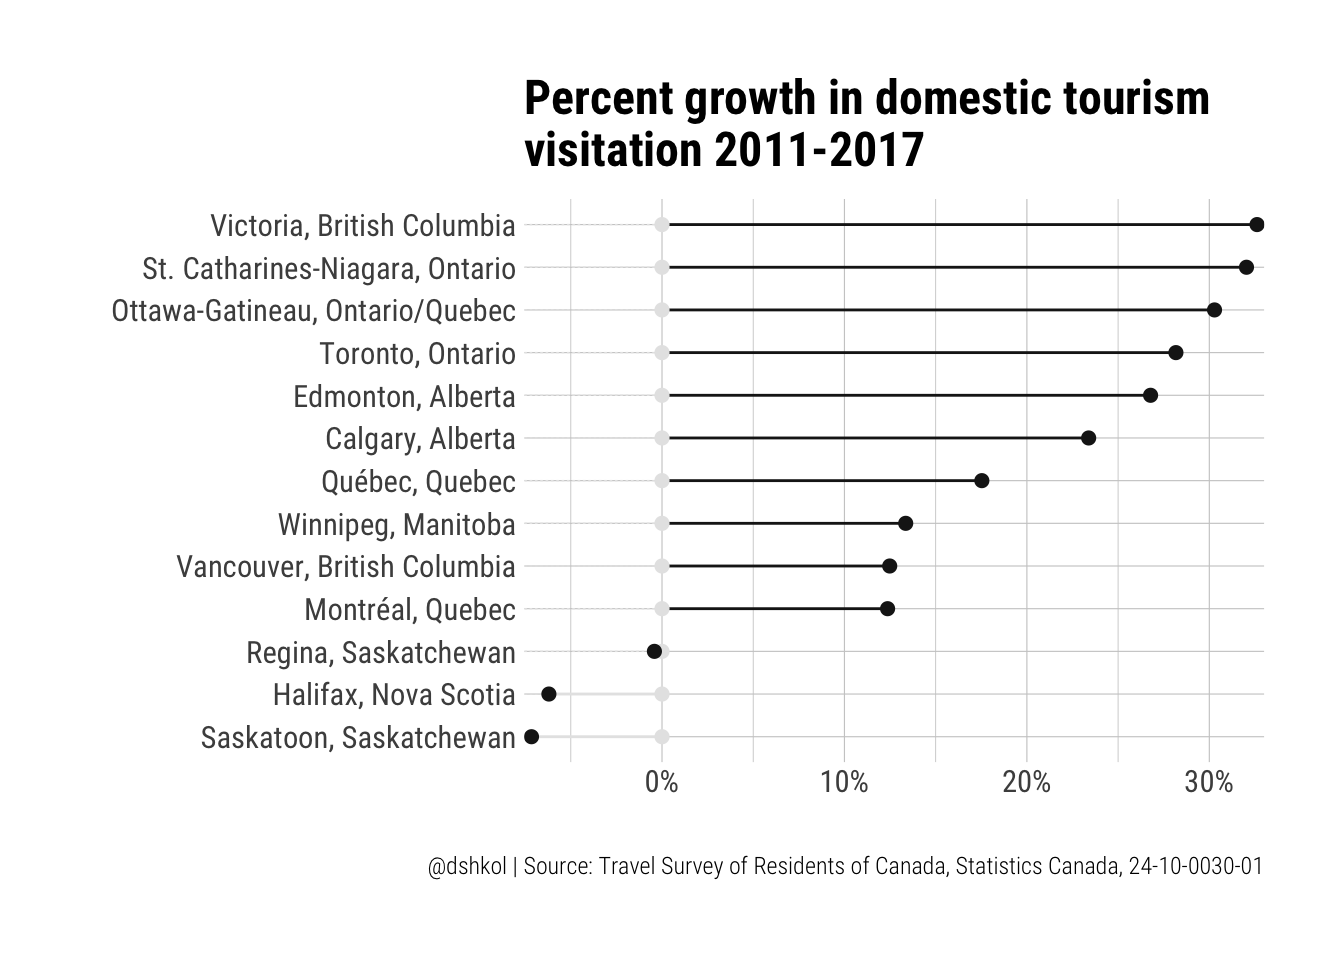 Percent growth in domestic tourism
visitation 2011-2017
Victoria, British Columbia
St. Catharines-Niagara, Ontario
Ottawa-Gatineau, Ontario/Quebec
Toronto, Ontario
Edmonton, Alberta
Calgary, Alberta
Québec, Quebec
Winnipeg, Manitoba
Vancouver, British Columbia
Montréal, Quebec
Regina, Saskatchewan
Halifax, Nova Scotia
Saskatoon, Saskatchewan
0% 10% 20% 30%
@dshkol | Source: Travel Survey of Residents of Canada, Statistics Canada, 24-10-0030-01